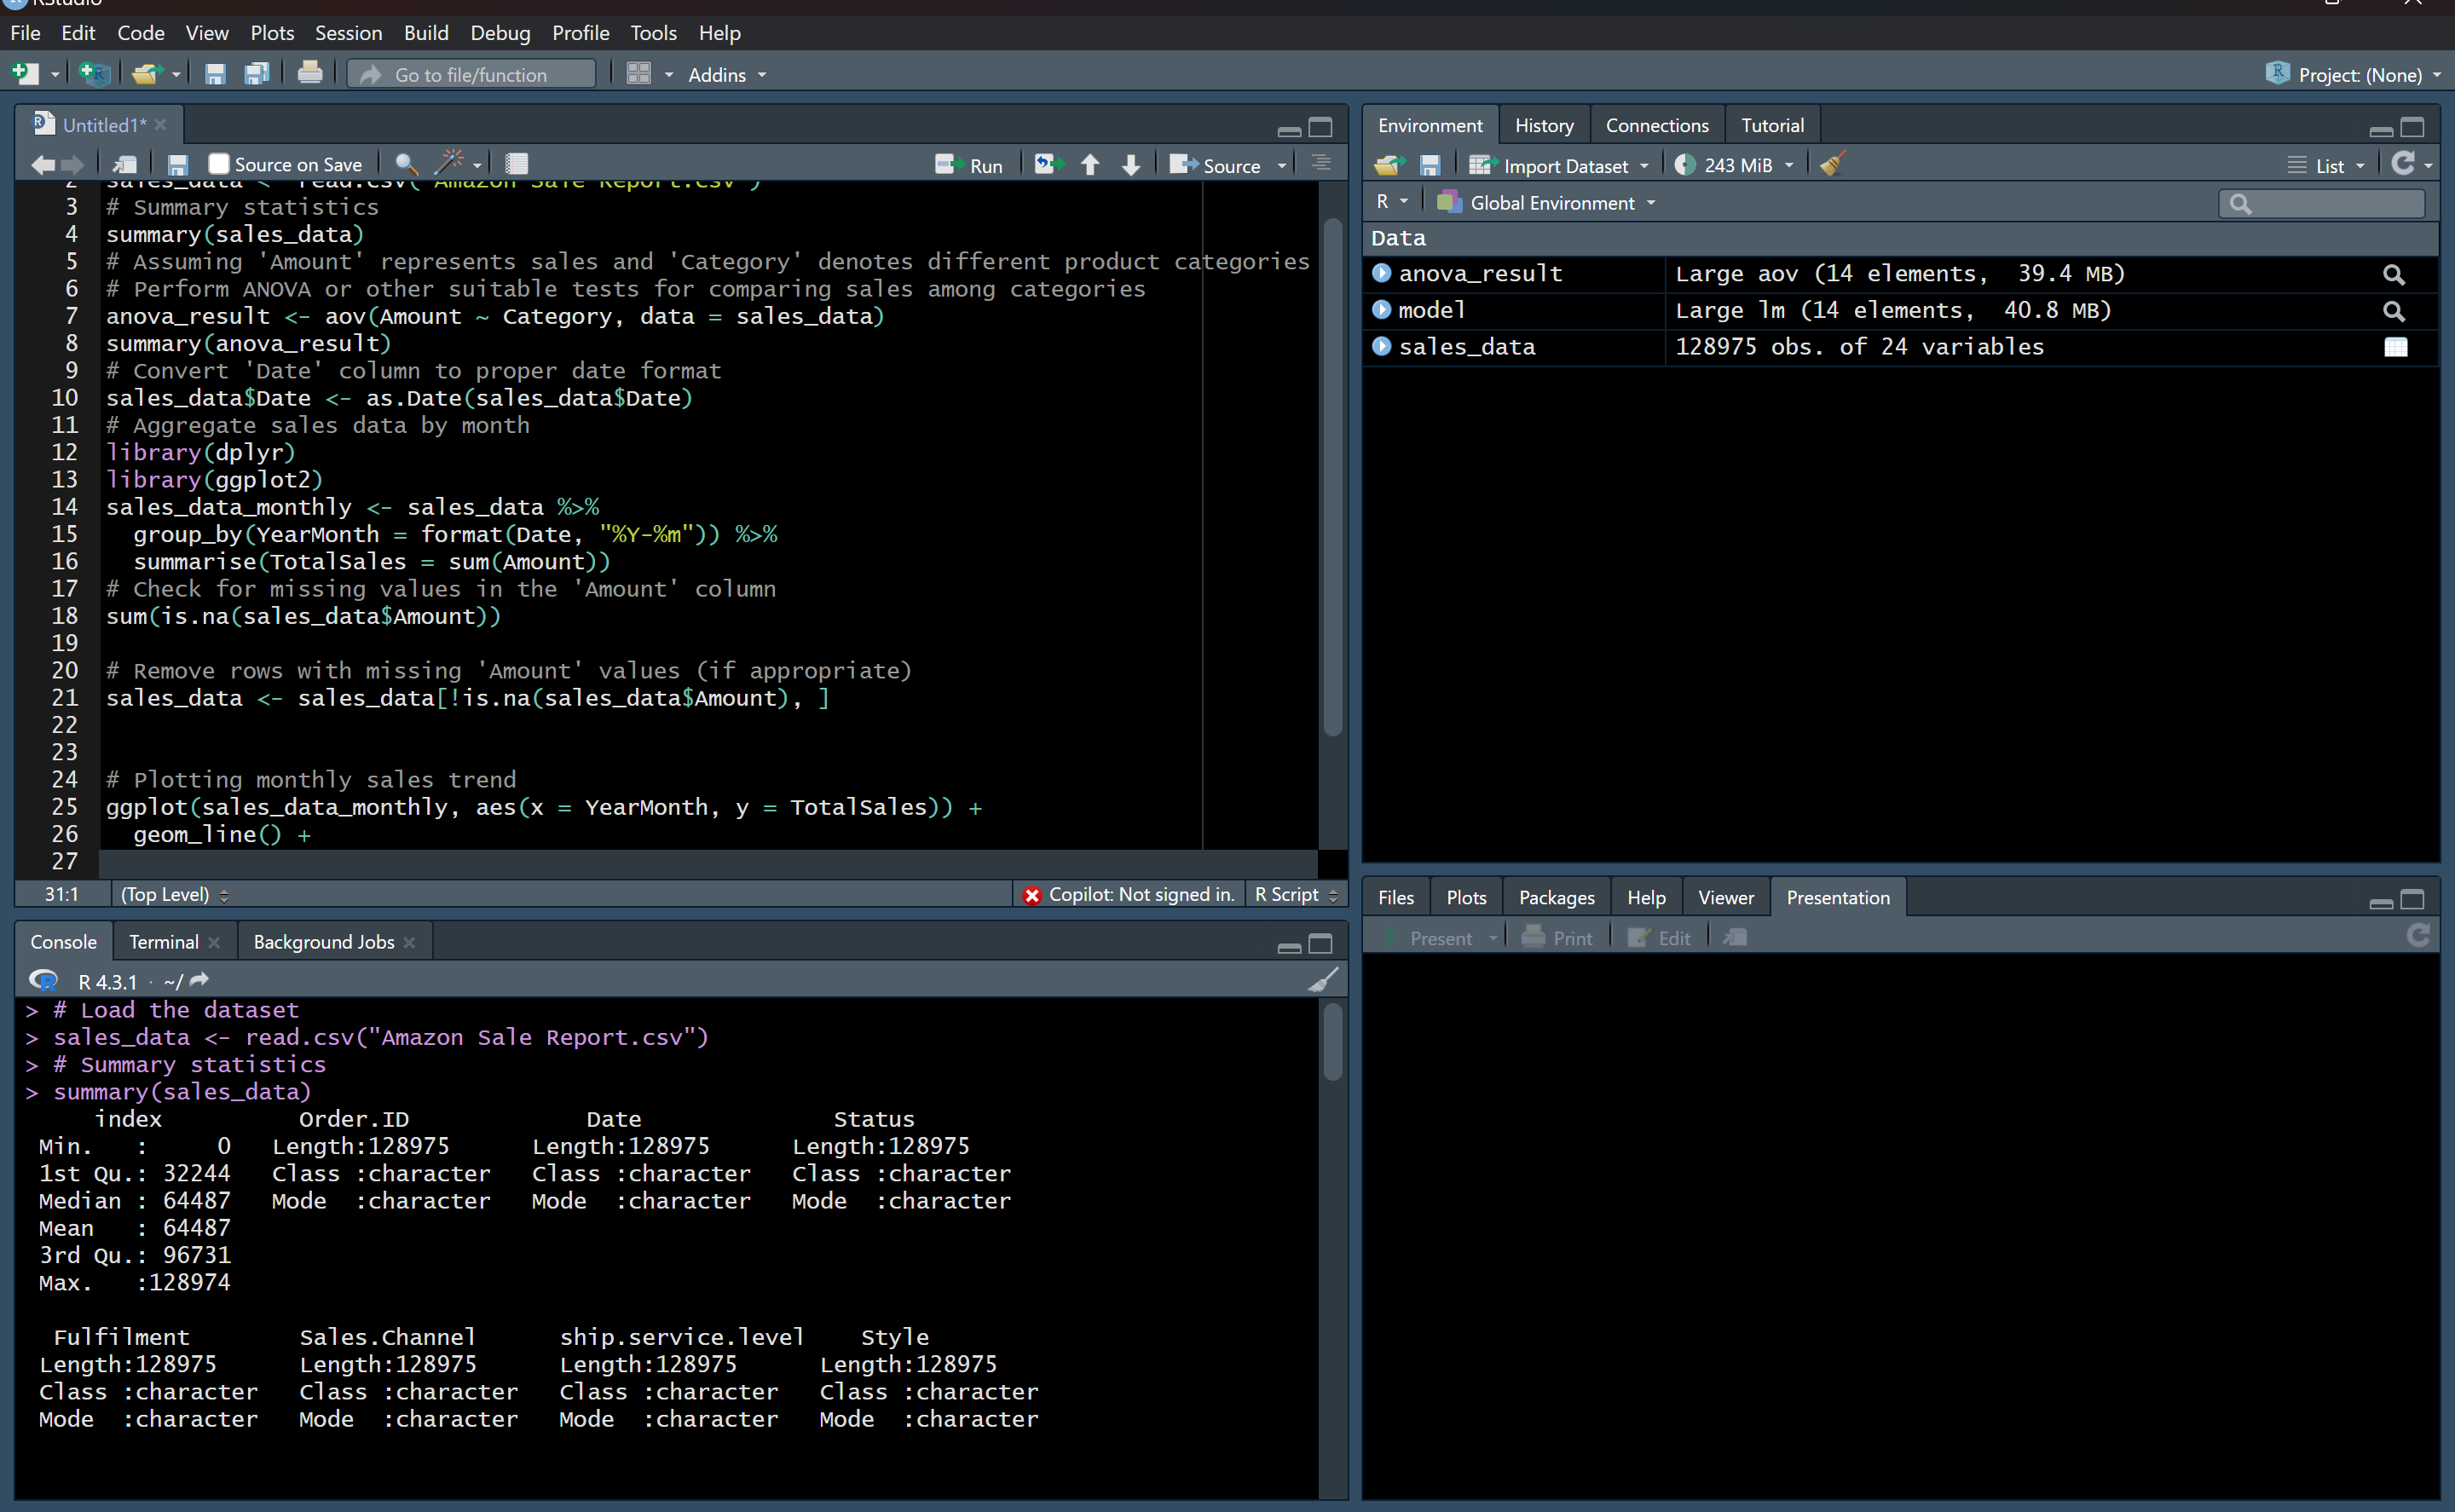 RStudio
File Edit Code View Plots Session Build Debug Profile Tools Help
Go to file/function Addins Project: (None)
Untitled1*
Source on Save Run Source
2 sales_data <- read.csv("Amazon Sale Report.csv")
3 # Summary statistics
4 summary(sales_data)
5 # Assuming 'Amount' represents sales and 'Category' denotes different product categories
6 # Perform ANOVA or other suitable tests for comparing sales among categories
7 anova_result <- aov(Amount ~ Category, data = sales_data)
8 summary(anova_result)
9 # Convert 'Date' column to proper date format
10 sales_data$Date <- as.Date(sales_data$Date)
11 # Aggregate sales data by month
12 library(dplyr)
13 library(ggplot2)
14 sales_data_monthly <- sales_data %>%
15 group_by(YearMonth = format(Date, "%Y-%m")) %>%
16 summarise(TotalSales = sum(Amount))
17 # Check for missing values in the 'Amount' column
18 sum(is.na(sales_data$Amount))
19
20 # Remove rows with missing 'Amount' values (if appropriate)
21 sales_data <- sales_data[!is.na(sales_data$Amount), ]
22
23
24 # Plotting monthly sales trend
25 ggplot(sales_data_monthly, aes(x = YearMonth, y = TotalSales)) +
26 geom_line() +
27
31:1 (Top Level) Copilot: Not signed in. R Script
Console Terminal Background Jobs
R 4.3.1 · ~/
> # Load the dataset
> sales_data <- read.csv("Amazon Sale Report.csv")
> # Summary statistics
> summary(sales_data)
index Order.ID Date Status
Min. : 0 Length:128975 Length:128975 Length:128975
1st Qu.: 32244 Class :character Class :character Class :character
Median : 64487 Mode :character Mode :character Mode :character
Mean : 64487
3rd Qu.: 96731
Max. :128974
Fulfilment Sales.Channel ship.service.level Style
Length:128975 Length:128975 Length:128975 Length:128975
Class :character Class :character Class :character Class :character
Mode :character Mode :character Mode :character Mode :character
Environment History Connections Tutorial
Import Dataset 243 MiB List
R Global Environment
Data
anova_result Large aov (14 elements, 39.4 MB)
model Large lm (14 elements, 40.8 MB)
sales_data 128975 obs. of 24 variables
Files Plots Packages Help Viewer Presentation
Present Print Edit